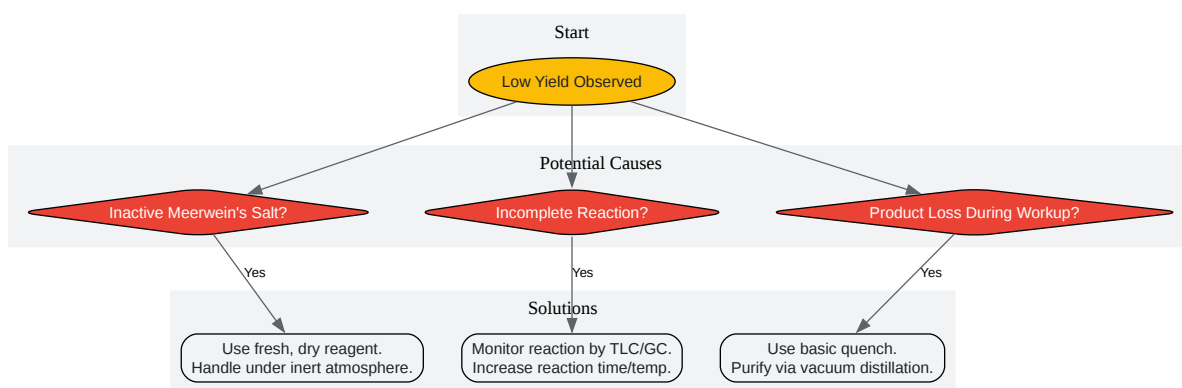 Start
Low Yield Observed
Potential Causes
Inactive Meerwein's Salt?
Incomplete Reaction?
Product Loss During Workup?
Yes
Yes
Yes
Solutions
Use fresh, dry reagent.
Handle under inert atmosphere.
Monitor reaction by TLC/GC.
Increase reaction time/temp.
Use basic quench.
Purify via vacuum distillation.